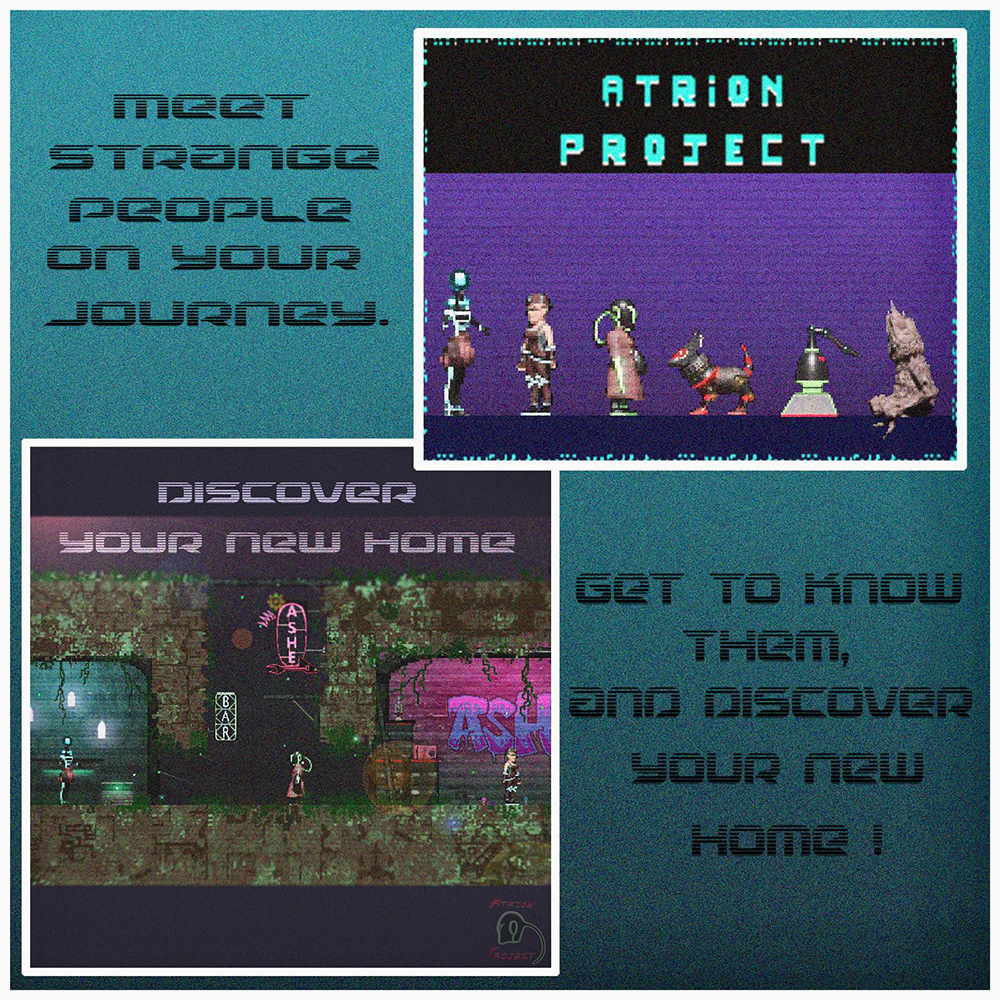 MEET
STRANGE
PEOPLE
ON YOUR
JOURNEY.
ATRiON
PROJECT
DISCOVER
YOUR NEW HOME
ASHE
BAR
ASH
ATRION
PROJECT
GET TO KNOW
THEM,
AND DISCOVER
YOUR NEW
HOME !